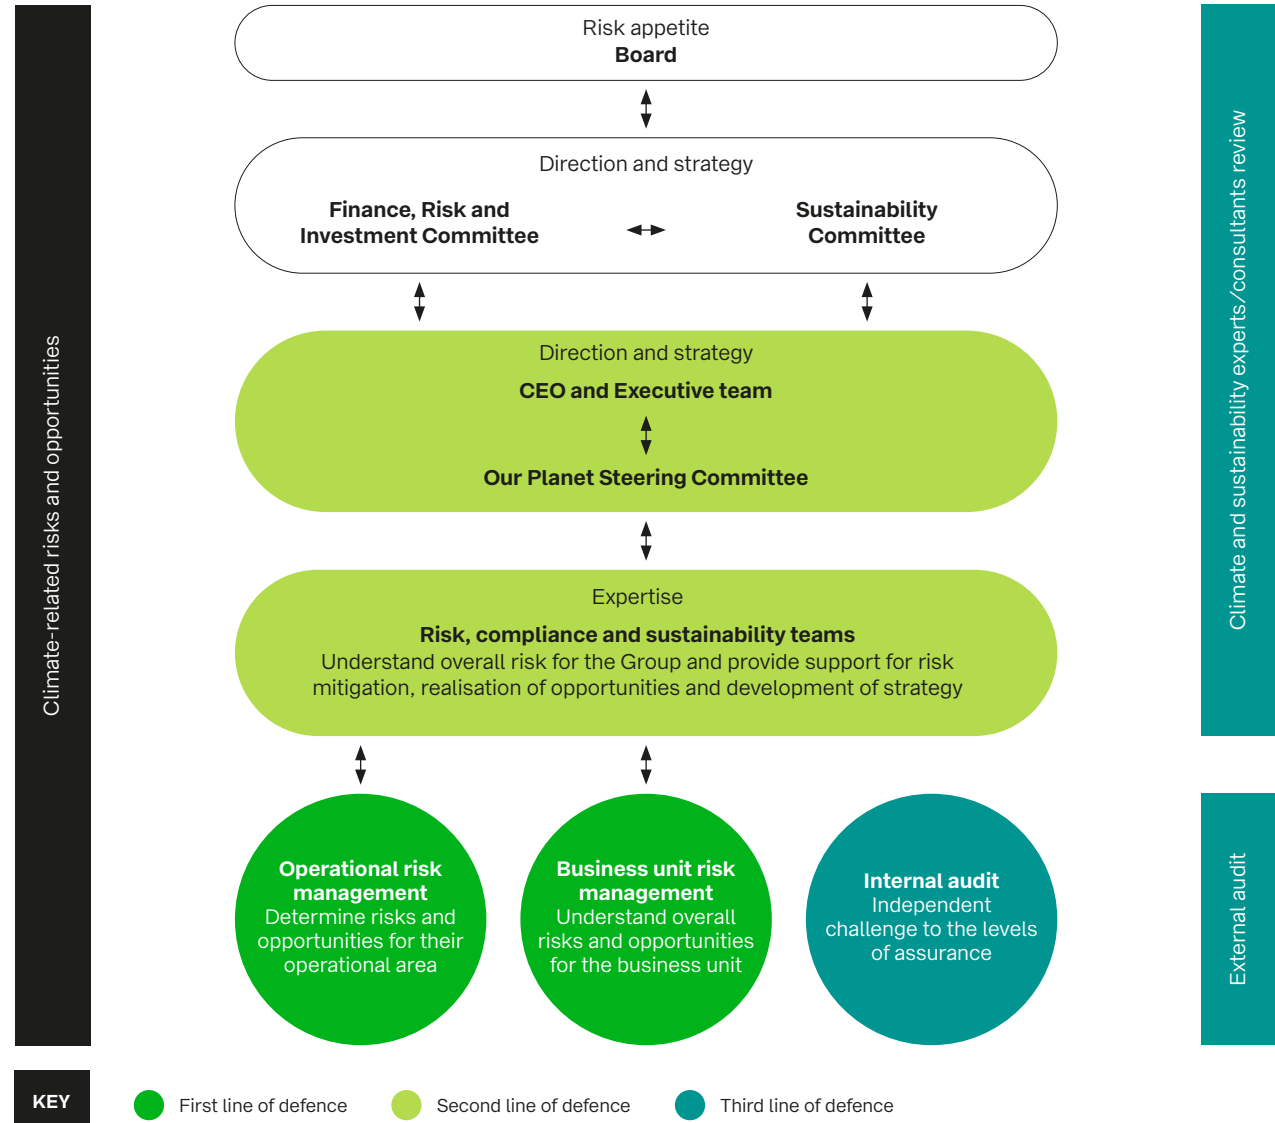 Climate-related risks and opportunities
Risk appetite
Board
Direction and strategy
Finance, Risk and
Investment Committee
Sustainability
Committee
Direction and strategy
CEO and Executive team
Our Planet Steering Committee
Expertise
Risk, compliance and sustainability teams
Understand overall risk for the Group and provide support for risk
mitigation, realisation of opportunities and development of strategy
Operational risk
management
Determine risks and
opportunities for their
operational area
Business unit risk
management
Understand overall
risks and opportunities
for the business unit
Internal audit
Independent
challenge to the levels
of assurance
Climate and sustainability experts/consultants review
External audit
KEY
First line of defence
Second line of defence
Third line of defence